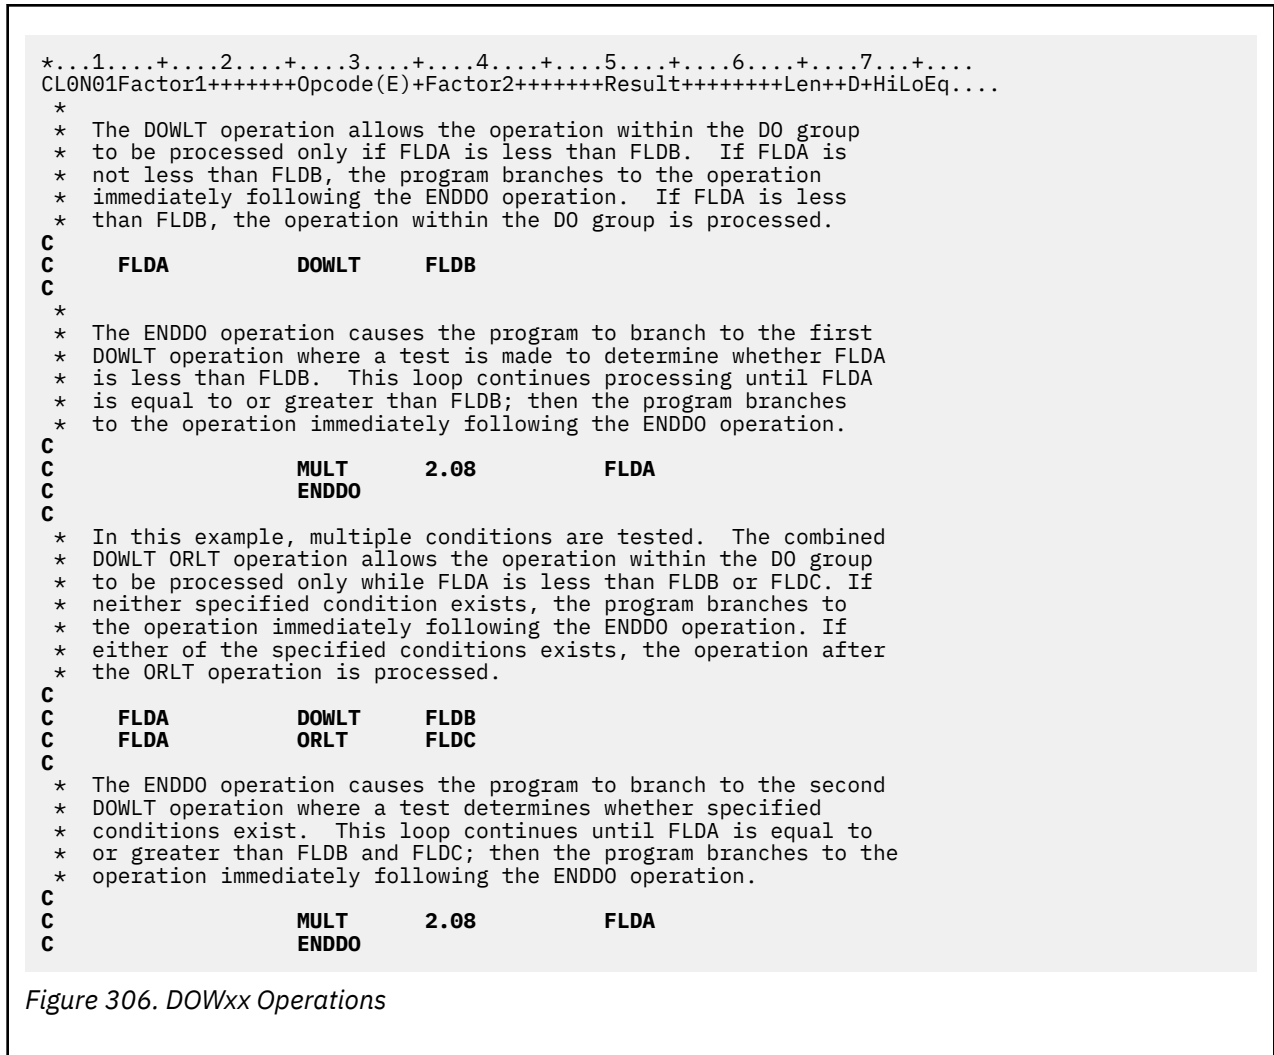 *...1....+....2....+....3....+....4....+....5....+....6....+....7...+....
CL0N01Factor1+++++++Opcode(E)+Factor2+++++++Result++++++++Len++D+HiLoEq....
 *
 *  The DOWLT operation allows the operation within the DO group
 *  to be processed only if FLDA is less than FLDB.  If FLDA is
 *  not less than FLDB, the program branches to the operation
 *  immediately following the ENDDO operation.  If FLDA is less
 *  than FLDB, the operation within the DO group is processed.
C
C     FLDA          DOWLT     FLDB
C
 *
 *  The ENDDO operation causes the program to branch to the first
 *  DOWLT operation where a test is made to determine whether FLDA
 *  is less than FLDB.  This loop continues processing until FLDA
 *  is equal to or greater than FLDB; then the program branches
 *  to the operation immediately following the ENDDO operation.
C
C                   MULT      2.08          FLDA
C                   ENDDO
C
 *  In this example, multiple conditions are tested.  The combined
 *  DOWLT ORLT operation allows the operation within the DO group
 *  to be processed only while FLDA is less than FLDB or FLDC. If
 *  neither specified condition exists, the program branches to
 *  the operation immediately following the ENDDO operation. If
 *  either of the specified conditions exists, the operation after
 *  the ORLT operation is processed.
C
C     FLDA          DOWLT     FLDB
C     FLDA          ORLT      FLDC
C
 *  The ENDDO operation causes the program to branch to the second
 *  DOWLT operation where a test determines whether specified
 *  conditions exist.  This loop continues until FLDA is equal to
 *  or greater than FLDB and FLDC; then the program branches to the
 *  operation immediately following the ENDDO operation.
C
C                   MULT      2.08          FLDA
C                   ENDDO
Figure 306. DOWxx Operations